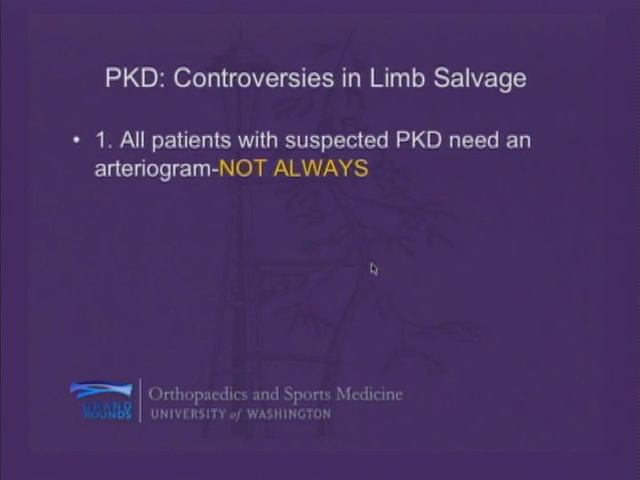 PKD: Controversies in Limb Salvage
• 1. All patients with suspected PKD need an
arteriogram-NOT ALWAYS
GRAND
ROUNDS
Orthopaedics and Sports Medicine
UNIVERSITY of WASHINGTON